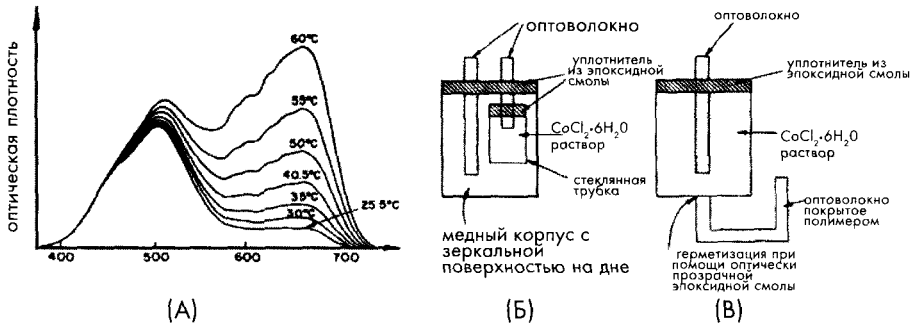 ОПТИЧЕСКАЯ ПЛОТНОСТЬ
60°C
55°C
50°C
40.5°C
35°C
30°C
25 5°C
400
500
600
700
(А)
оптоволокно
уплотнитель
из эпоксидной
смолы
CoCl₂·6H₂O
раствор
стеклянная
трубка
медный корпус с
зеркальной
поверхностью на дне
(Б)
оптоволокно
уплотнитель
из эпоксидной
смолы
CoCl₂·6H₂O
раствор
оптоволокно
покрытое
полимером
герметизация при
помощи оптически
прозрачной
эпоксидной смолы
(В)